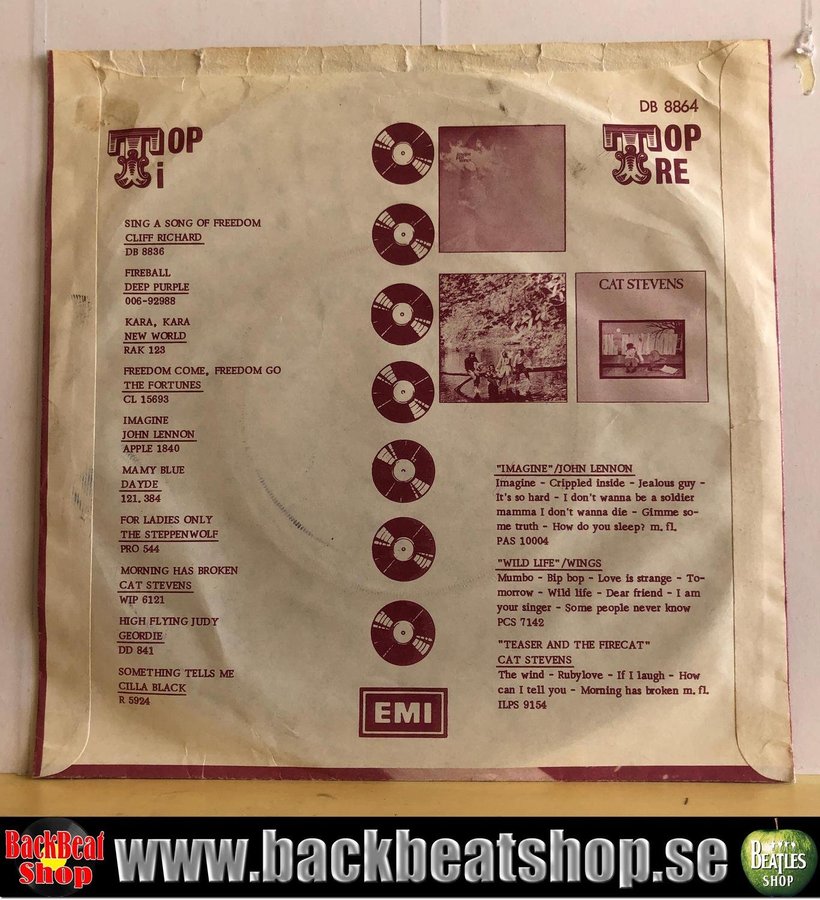 DB 8864
TOP
i
TOP
RE
SING A SONG OF FREEDOM
CLIFF RICHARD
DB 8836
FIREBALL
DEEP PURPLE
006-92988
KARA, KARA
NEW WORLD
RAK 123
FREEDOM COME, FREEDOM GO
THE FORTUNES
CL 15693
IMAGINE
JOHN LENNON
APPLE 1840
MAMY BLUE
DAYDE
121.384
FOR LADIES ONLY
THE STEPPENWOLF
PRO 544
MORNING HAS BROKEN
CAT STEVENS
WIP 6121
HIGH FLYING JUDY
GEORDIE
DD 841
SOMETHING TELLS ME
CILLA BLACK
R 5924
CAT STEVENS
"IMAGINE"/JOHN LENNON
Imagine - Crippled inside - Jealous guy -
It's so hard - I don't wanna be a soldier
mamma I don't wanna die - Gimme so-
me truth - How do you sleep? m. fl.
PAS 10004
"WILD LIFE"/WINGS
Mumbo - Bip bop - Love is strange - To-
morrow - Wild life - Dear friend - I am
your singer - Some people never know
PCS 7142
"TEASER AND THE FIRECAT"
CAT STEVENS
The wind - Rubylove - If I laugh - How
can I tell you - Morning has broken m. fl.
ILPS 9154
EMI
BackBeat
Shop
www.backbeatshop.se
BEATLES
SHOP